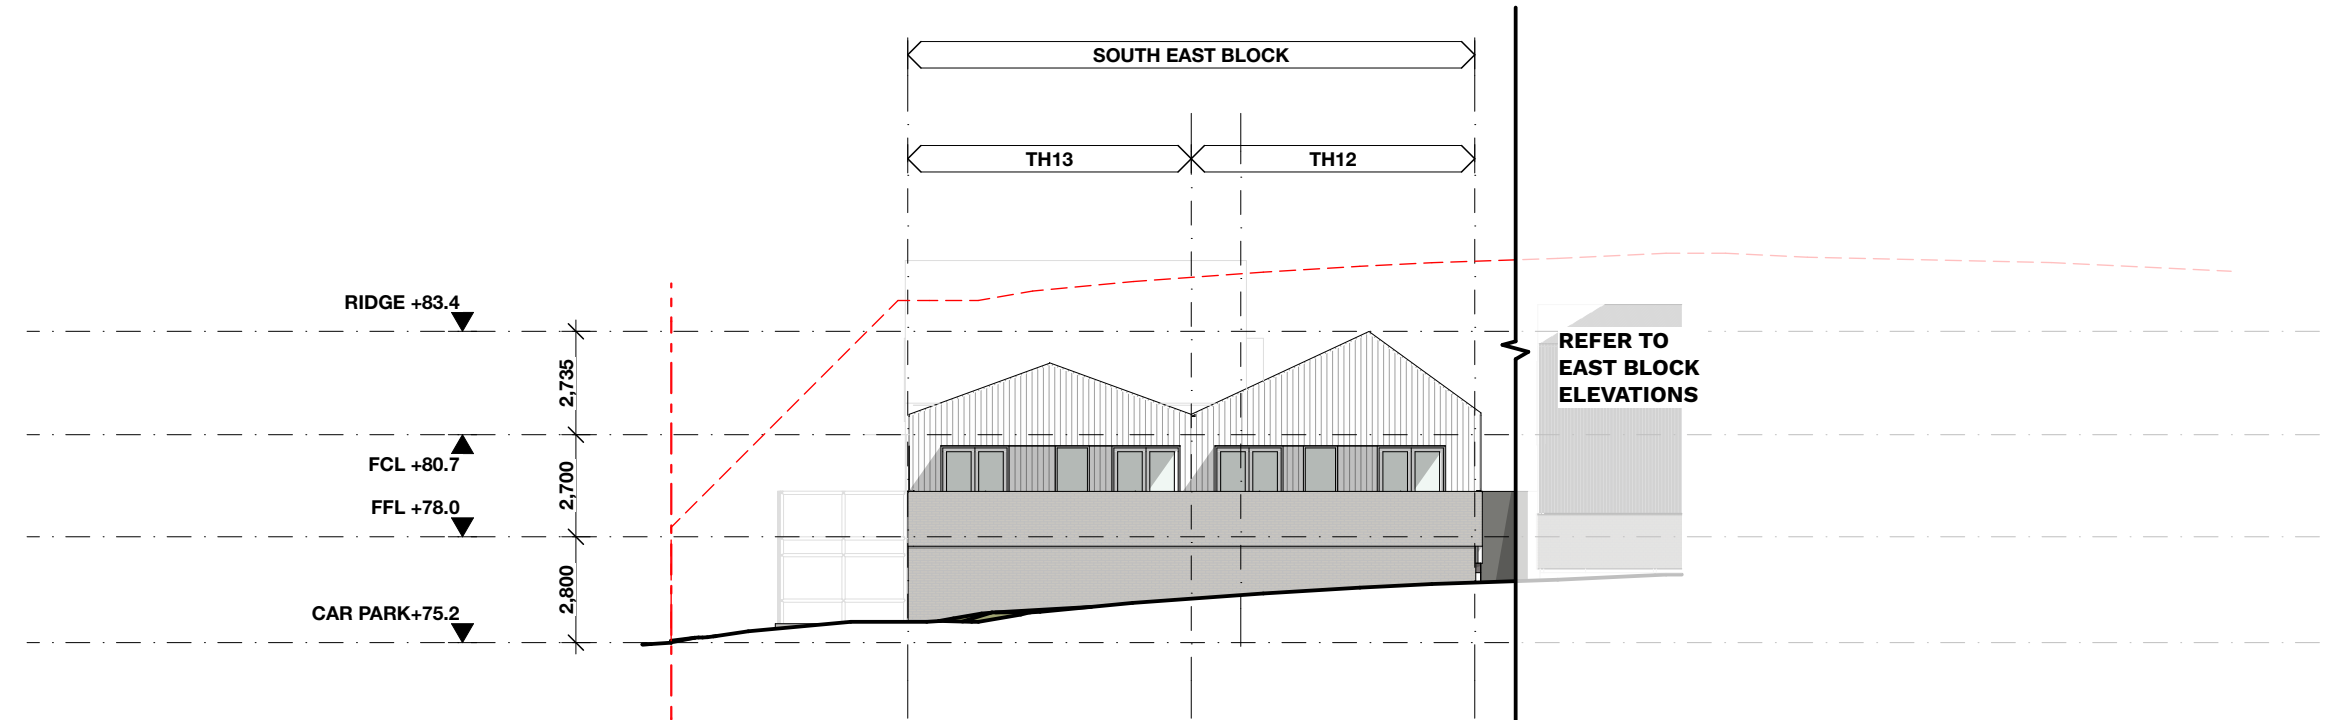 SOUTH EAST BLOCK
TH13
TH12
RIDGE +83.4
2,735
REFER TO
EAST BLOCK
ELEVATIONS
FCL +80.7
2,700
FFL +78.0
2,800
CAR PARK+75.2